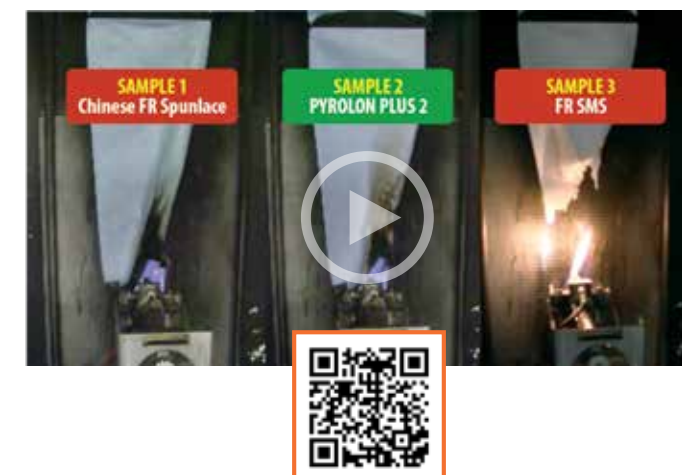 SAMPLE 1
Chinese FR Spunlace
SAMPLE 2
PYROLON PLUS 2
SAMPLE 3
FR SMS